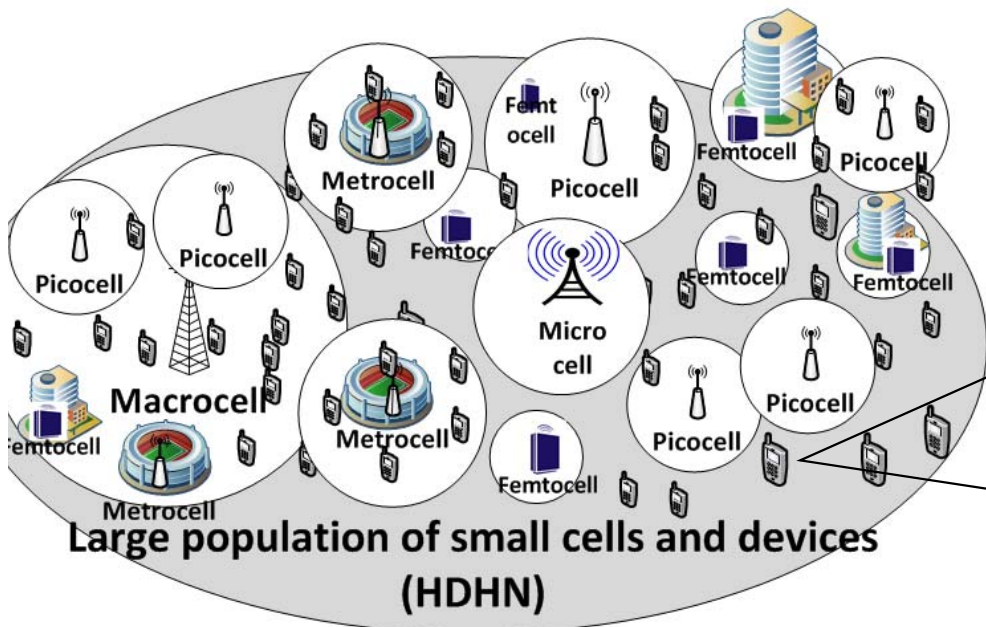 Metrocell
Femt
ocell
Picocell
Femtocell
Picocell
Picocell
Picocell
Femtocell
Femtocell
Femtocell
Micro
cell
Macrocell
Femtocell
Metrocell
Metrocell
Femtocell
Picocell
Picocell
Large population of small cells and devices
(HDHN)